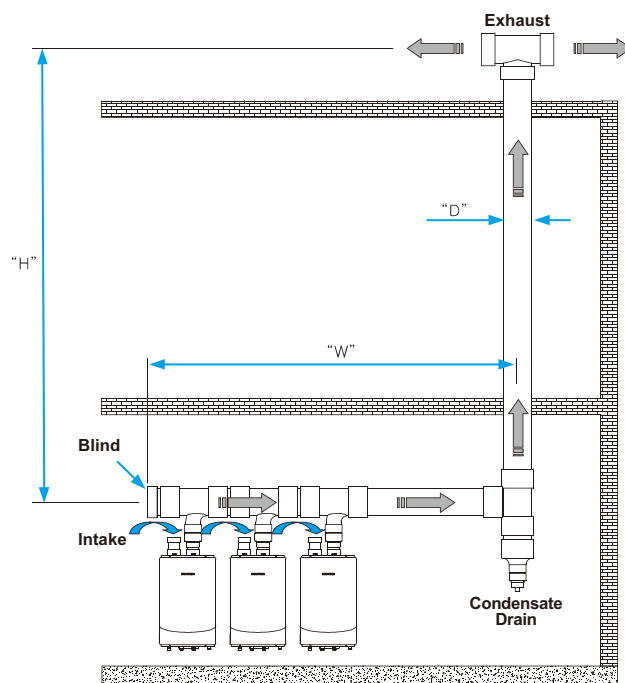 Exhaust
“D”
“H”
“W”
Blind
Intake
Condensate
Drain